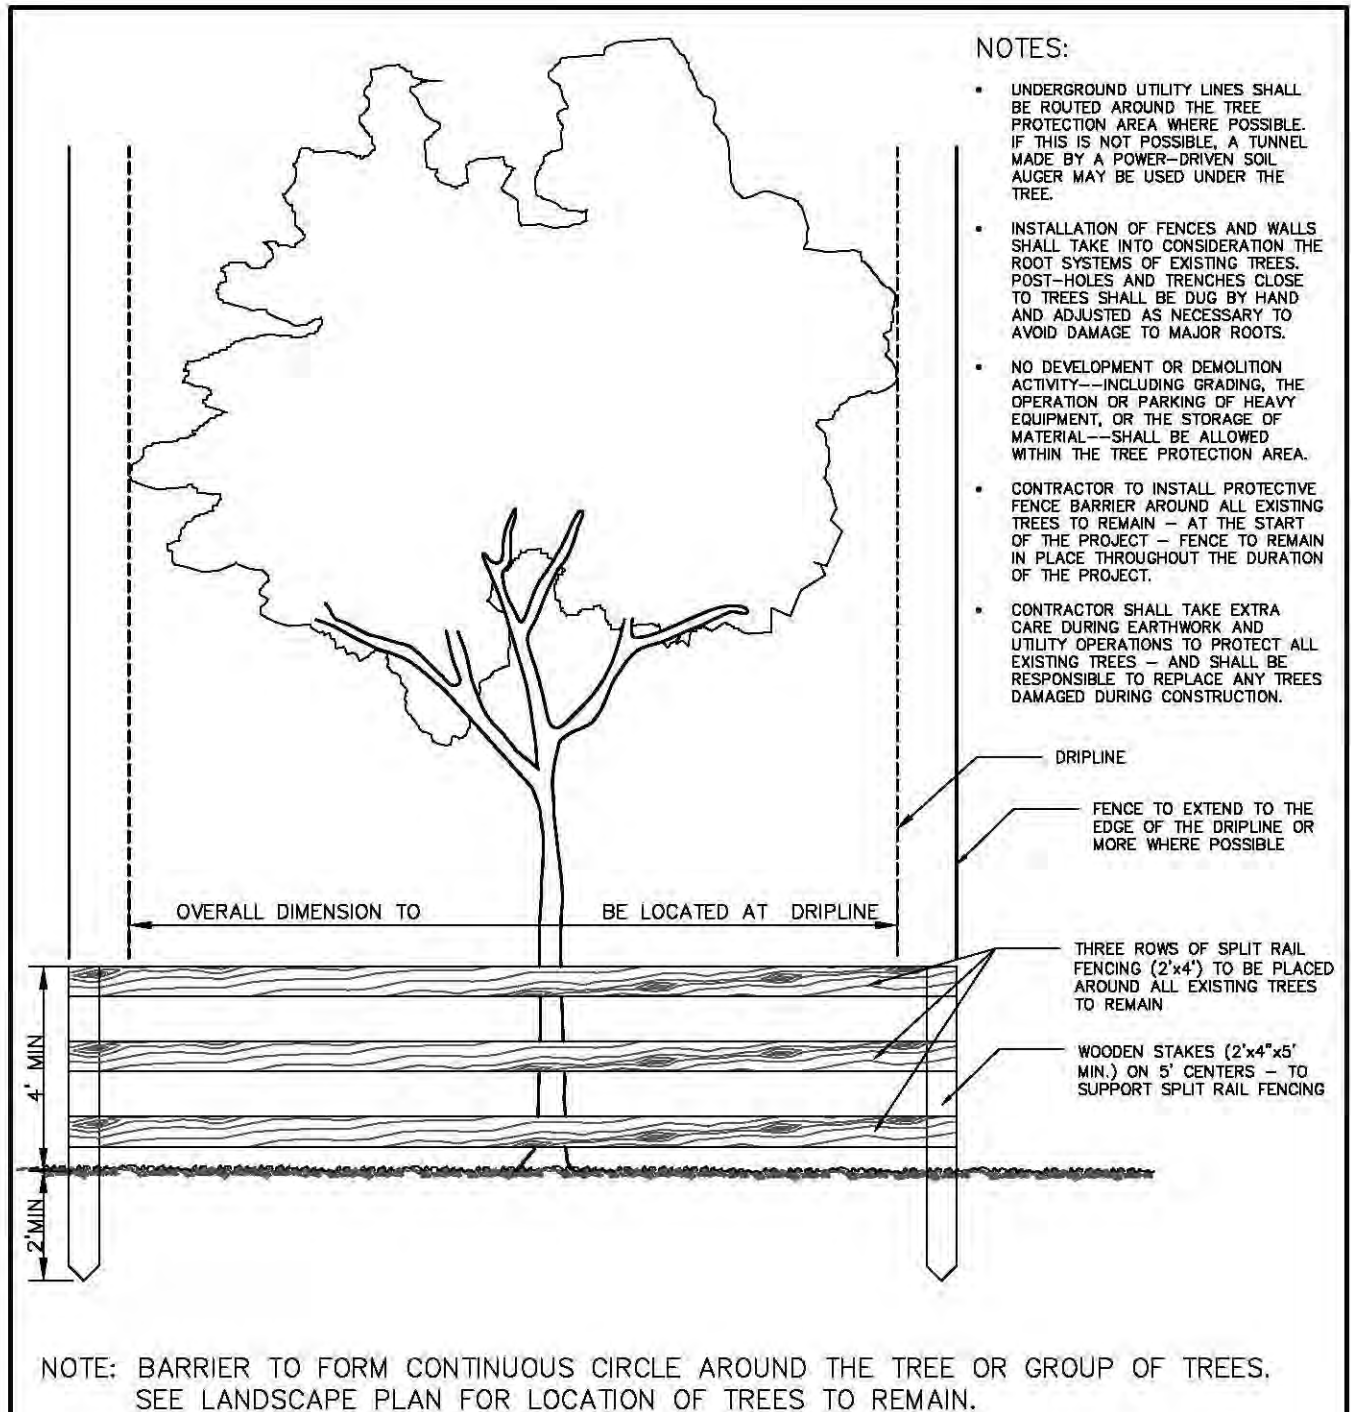 NOTES:
• UNDERGROUND UTILITY LINES SHALL
BE ROUTED AROUND THE TREE
PROTECTION AREA WHERE POSSIBLE.
IF THIS IS NOT POSSIBLE, A TUNNEL
MADE BY A POWER-DRIVEN SOIL
AUGER MAY BE USED UNDER THE
TREE.
• INSTALLATION OF FENCES AND WALLS
SHALL TAKE INTO CONSIDERATION THE
ROOT SYSTEMS OF EXISTING TREES.
POST-HOLES AND TRENCHES CLOSE
TO TREES SHALL BE DUG BY HAND
AND ADJUSTED AS NECESSARY TO
AVOID DAMAGE TO MAJOR ROOTS.
• NO DEVELOPMENT OR DEMOLITION
ACTIVITY--INCLUDING GRADING, THE
OPERATION OR PARKING OF HEAVY
EQUIPMENT, OR THE STORAGE OF
MATERIAL--SHALL BE ALLOWED
WITHIN THE TREE PROTECTION AREA.
• CONTRACTOR TO INSTALL PROTECTIVE
FENCE BARRIER AROUND ALL EXISTING
TREES TO REMAIN - AT THE START
OF THE PROJECT - FENCE TO REMAIN
IN PLACE THROUGHOUT THE DURATION
OF THE PROJECT.
• CONTRACTOR SHALL TAKE EXTRA
CARE DURING EARTHWORK AND
UTILITY OPERATIONS TO PROTECT ALL
EXISTING TREES - AND SHALL BE
RESPONSIBLE TO REPLACE ANY TREES
DAMAGED DURING CONSTRUCTION.
DRIPLINE
FENCE TO EXTEND TO THE
EDGE OF THE DRIPLINE OR
MORE WHERE POSSIBLE
OVERALL DIMENSION TO BE LOCATED AT DRIPLINE
THREE ROWS OF SPLIT RAIL
FENCING (2'x4') TO BE PLACED
AROUND ALL EXISTING TREES
TO REMAIN
WOODEN STAKES (2'x4"x5'
MIN.) ON 5' CENTERS - TO
SUPPORT SPLIT RAIL FENCING
4' MIN
2'MIN
NOTE: BARRIER TO FORM CONTINUOUS CIRCLE AROUND THE TREE OR GROUP OF TREES.
SEE LANDSCAPE PLAN FOR LOCATION OF TREES TO REMAIN.